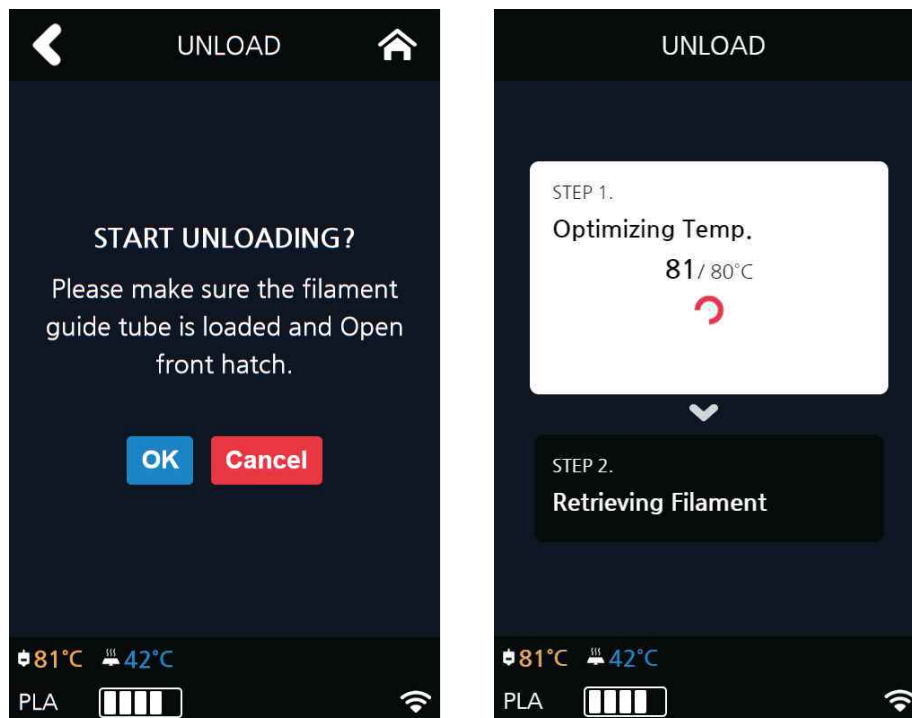 UNLOAD
START UNLOADING?
Please make sure the filament
guide tube is loaded and Open
front hatch.
OK Cancel
81°C 42°C
PLA
UNLOAD
STEP 1.
Optimizing Temp.
81/ 80°C
STEP 2.
Retrieving Filament
81°C 42°C
PLA